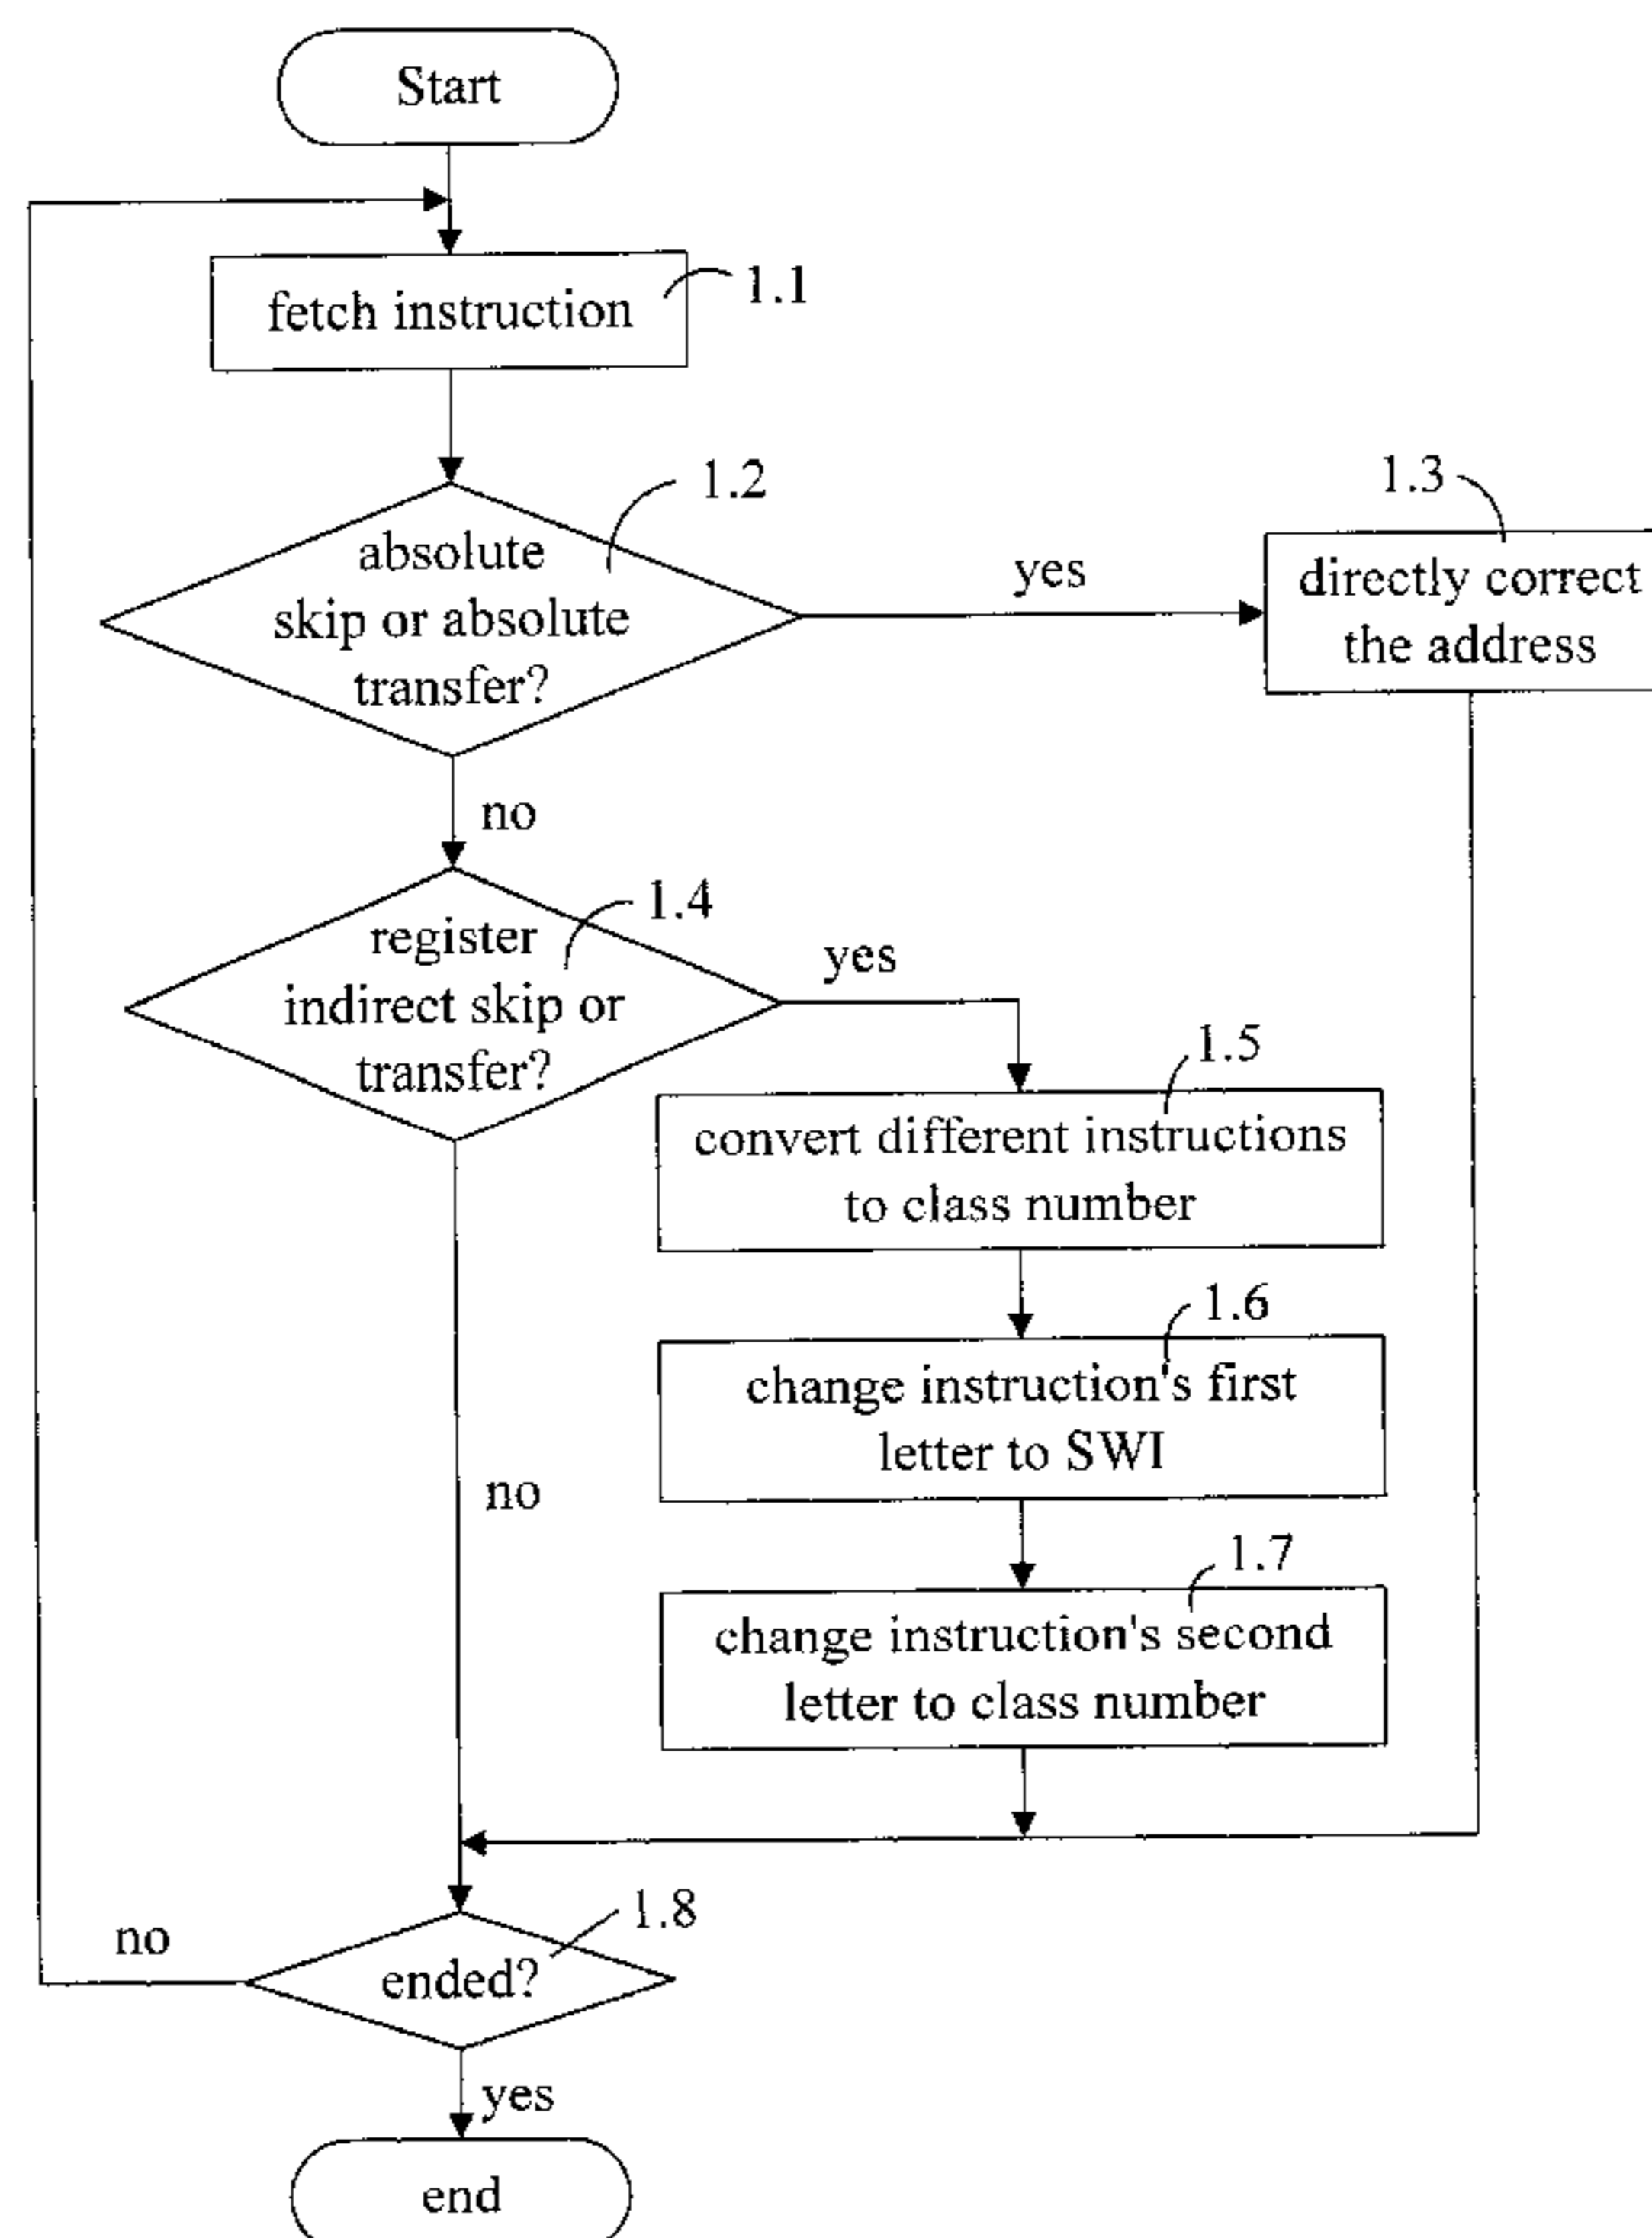 Start
fetch instruction
1.1
1.2
absolute
skip or absolute
transfer?
yes
1.3
directly correct
the address
no
1.4
register
indirect skip or
transfer?
yes
1.5
convert different instructions
to class number
1.6
change instruction's first
letter to SWI
no
1.7
change instruction's second
letter to class number
1.8
no
ended?
yes
end